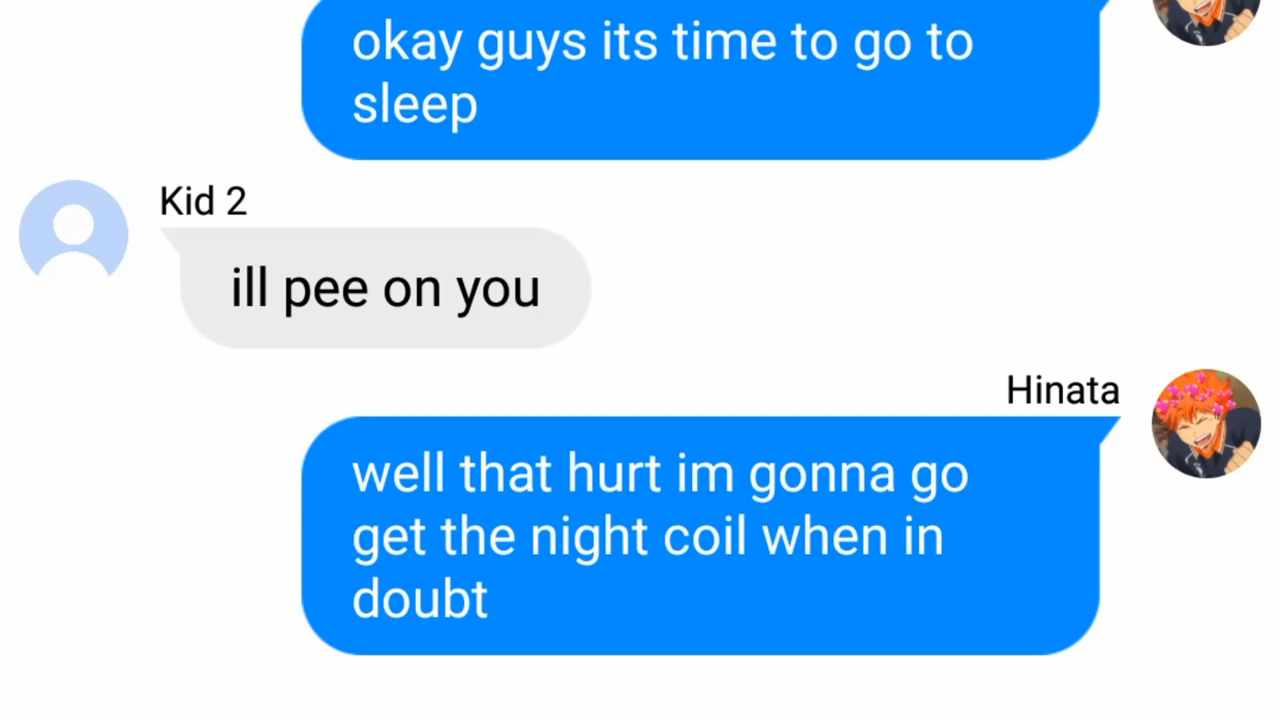 okay guys its time to go to
sleep
Kid 2
ill pee on you
Hinata
well that hurt im gonna go
get the night coil when in
doubt